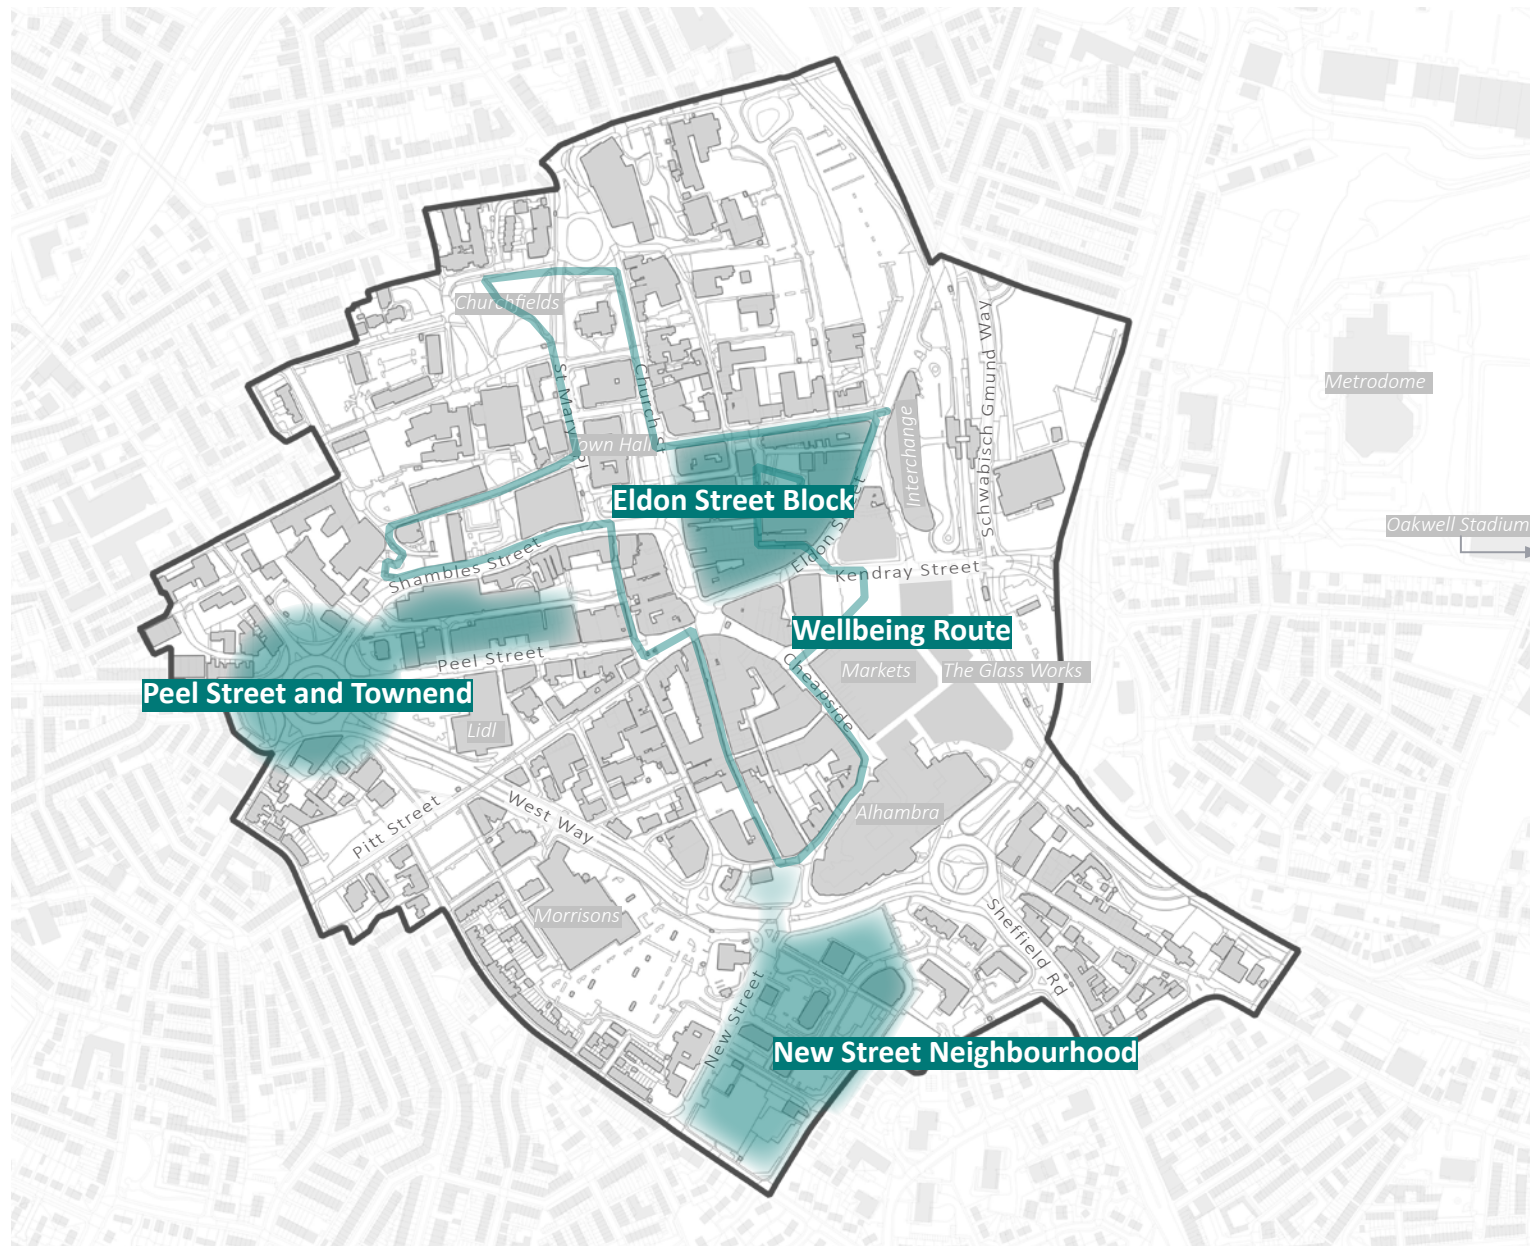 Churchfields
St Mary's Pl
Church St
Town Hall
Interchange
Schwabisch Gmund Way
Metrodome
Oakwell Stadium
Eldon Street Block
Eldon Street
Kendray Street
Shambles Street
Wellbeing Route
Peel Street
Markets
The Glass Works
Cheapside
Peel Street and Townend
Lidl
Pitt Street
West Way
Alhambra
Morrisons
Sheffield Rd
New Street
New Street Neighbourhood